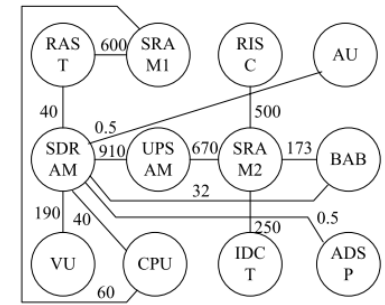 RAS
T
600
SRA
M1
RIS
C
AU
40
0.5
500
SDR
AM
910
UPS
AM
670
SRA
M2
173
BAB
32
190
40
250
0.5
VU
CPU
IDC
T
ADS
P
60